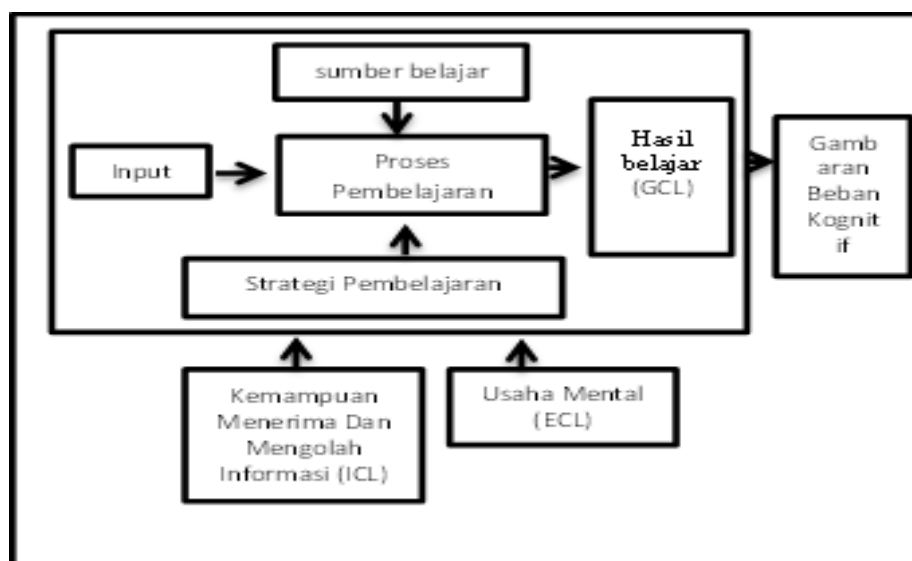 sumber belajar
Input
Proses
Pembelajaran
Hasil
belajar
(GCL)
Gamb
aran
Beban
Kognit
if
Strategi Pembelajaran
Kemampuan
Menerima Dan
Mengolah
Informasi (ICL)
Usaha Mental
(ECL)